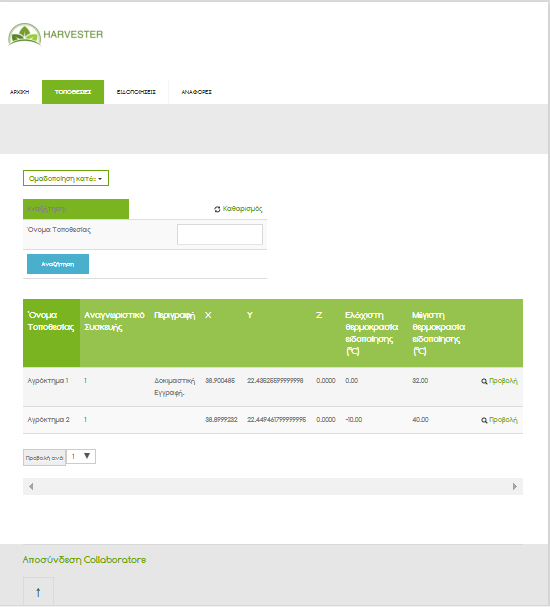 HARVESTER
ΑΡΧΙΚΗ ΤΟΠΟΘΕΣΙΕΣ ΕΙΔΟΠΟΙΗΣΕΙΣ ΑΝΑΦΟΡΕΣ
Ομαδοποίηση κατά::
Αναζήτηση: Καθαρισμός
Όνομα Τοποθεσίας
Αναζήτηση
Όνομα Αναγνωριστικό Περιγραφή X Y Z Ελάχιστη Μέγιστη
Τοποθεσίας Συσκευής θερμοκρασία θερμοκρασία
ειδοποίησης ειδοποίησης
(°C) (°C)
Αγρόκτημα 1 1 Δοκιμαστική 38.900485 22.43525599999998 0.0000 0.00 32.00 Προβολή
Εγγραφή.
Αγρόκτημα 2 1 38.8999232 22.449461799999995 0.0000 -10.00 40.00 Προβολή
Προβολή ανά: 1
Αποσύνδεση Collaborators